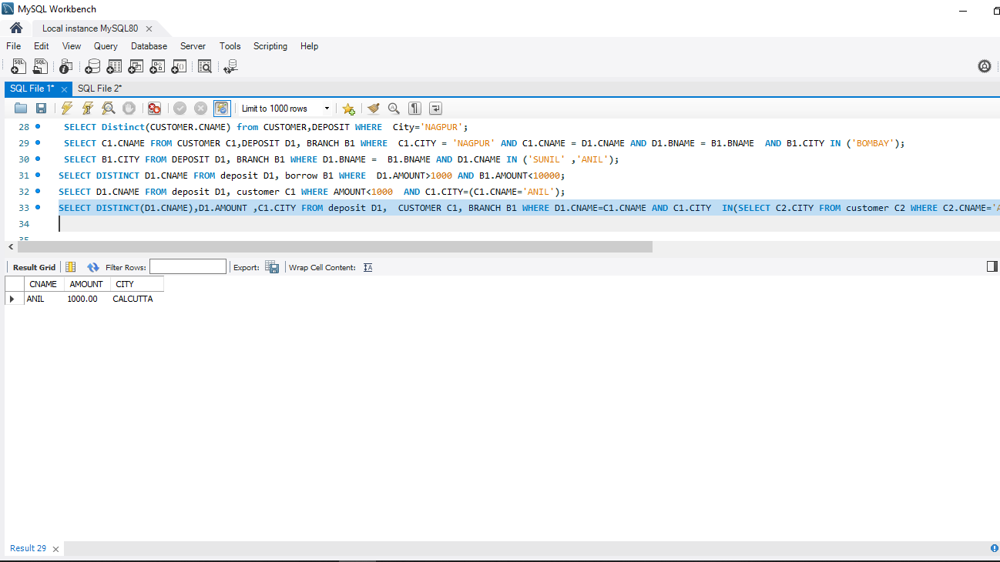 MySQL Workbench
Local instance MySQL80
File Edit View Query Database Server Tools Scripting Help
SQL File 1* SQL File 2*
Limit to 1000 rows
28 SELECT Distinct(CUSTOMER.CNAME) from CUSTOMER,DEPOSIT WHERE City='NAGPUR';
29 SELECT C1.CNAME FROM CUSTOMER C1,DEPOSIT D1, BRANCH B1 WHERE C1.CITY = 'NAGPUR' AND C1.CNAME = D1.CNAME AND D1.BNAME = B1.BNAME AND B1.CITY IN ('BOMBAY');
30 SELECT B1.CITY FROM DEPOSIT D1, BRANCH B1 WHERE D1.BNAME = B1.BNAME AND D1.CNAME IN ('SUNIL' ,'ANIL');
31 SELECT DISTINCT D1.CNAME FROM deposit D1, borrow B1 WHERE D1.AMOUNT>1000 AND B1.AMOUNT<10000;
32 SELECT D1.CNAME FROM deposit D1, customer C1 WHERE AMOUNT<1000 AND C1.CITY=(C1.CNAME='ANIL');
33 SELECT DISTINCT(D1.CNAME),D1.AMOUNT ,C1.CITY FROM deposit D1, CUSTOMER C1, BRANCH B1 WHERE D1.CNAME=C1.CNAME AND C1.CITY IN(SELECT C2.CITY FROM customer C2 WHERE C2.CNAME='A
34
35
Result Grid Filter Rows: Export: Wrap Cell Content:
CNAME AMOUNT CITY
ANIL 1000.00 CALCUTTA
Result 29